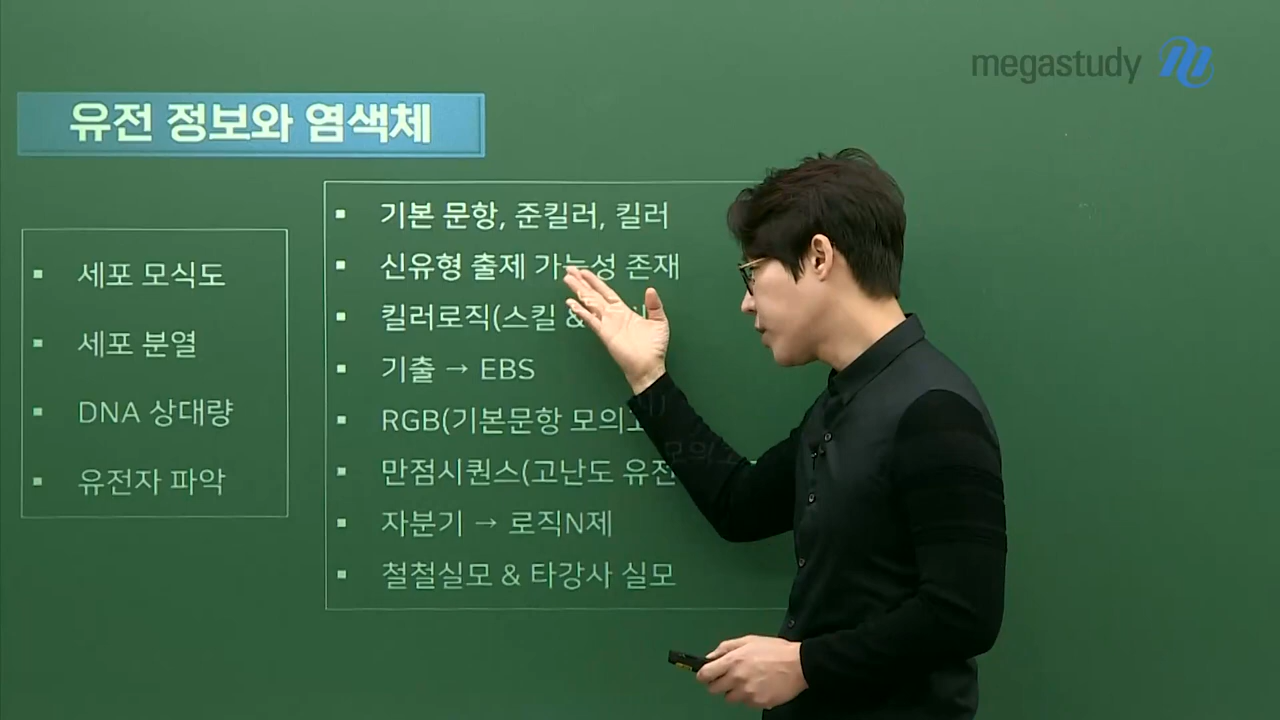 megastudy
유전 정보와 염색체
세포 모식도
세포 분열
DNA 상대량
유전자 파악
기본 문항, 준킬러, 킬러
신유형 출제 가능성 존재
킬러로직(스킬 &
기출 → EBS
RGB(기본문항 모의고
만점시퀀스(고난도 유전
자분기 → 로직N제
철철실모 & 타강사 실모